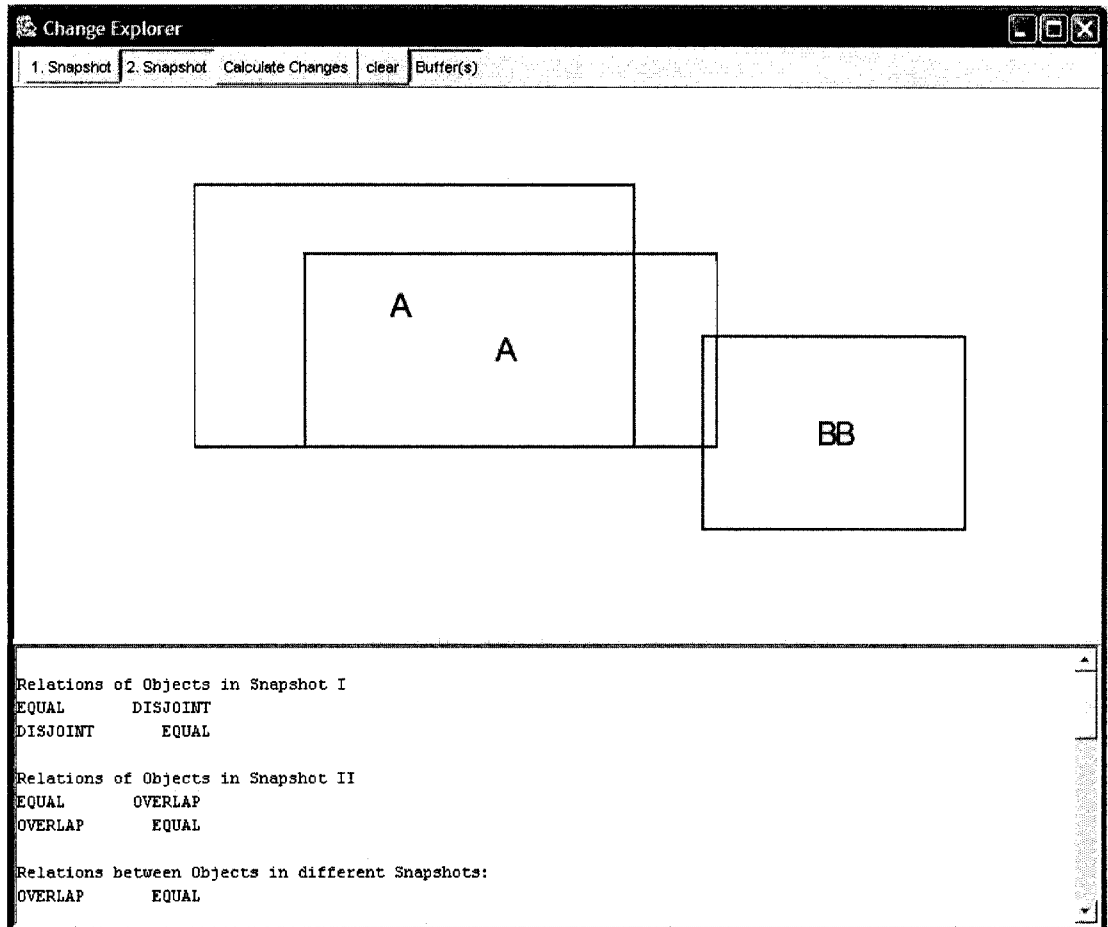 Change Explorer
1. Snapshot 2. Snapshot Calculate Changes clear Buffer(s)
A
A
BB
Relations of Objects in Snapshot I
EQUAL DISJOINT
DISJOINT EQUAL
Relations of Objects in Snapshot II
EQUAL OVERLAP
OVERLAP EQUAL
Relations between Objects in different Snapshots:
OVERLAP EQUAL